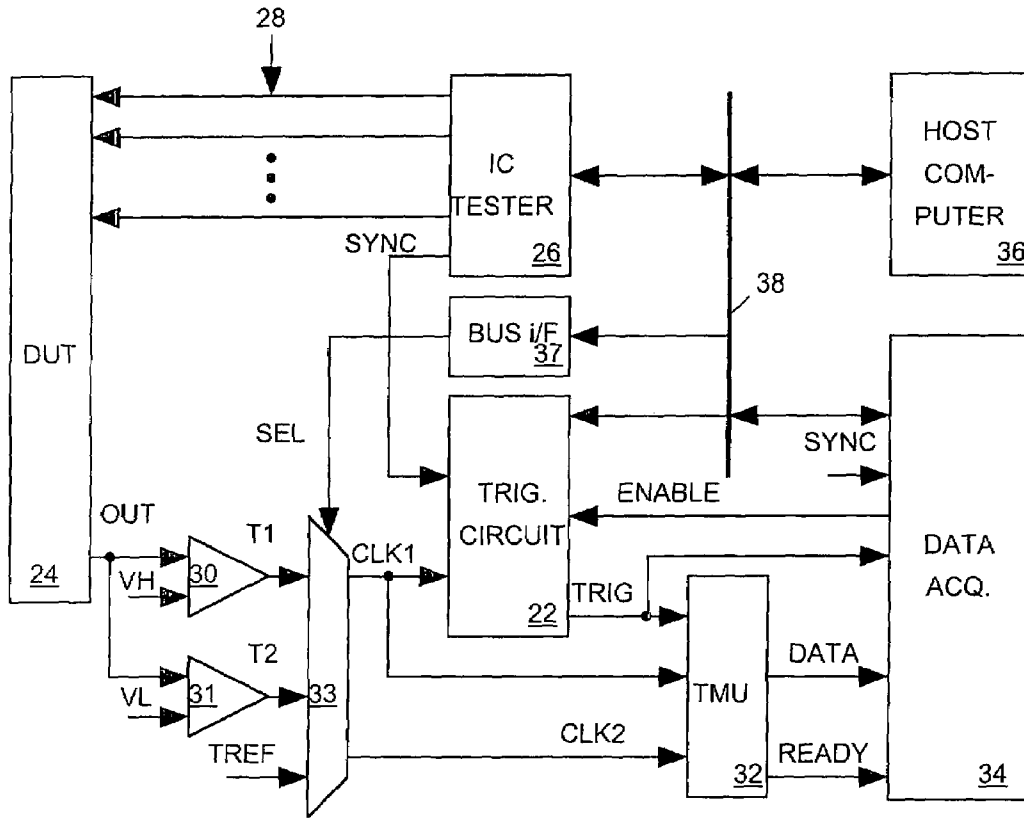 28
IC
TESTER
26
HOST
COM-
PUTER
36
SYNC
38
BUS i/F
37
DUT
24
SEL
SYNC
TRIG.
CIRCUIT
22
ENABLE
DATA
ACQ.
34
OUT
T1
CLK1
VH
30
TRIG
T2
DATA
VL
31
33
TMU
32
TREF
CLK2
READY